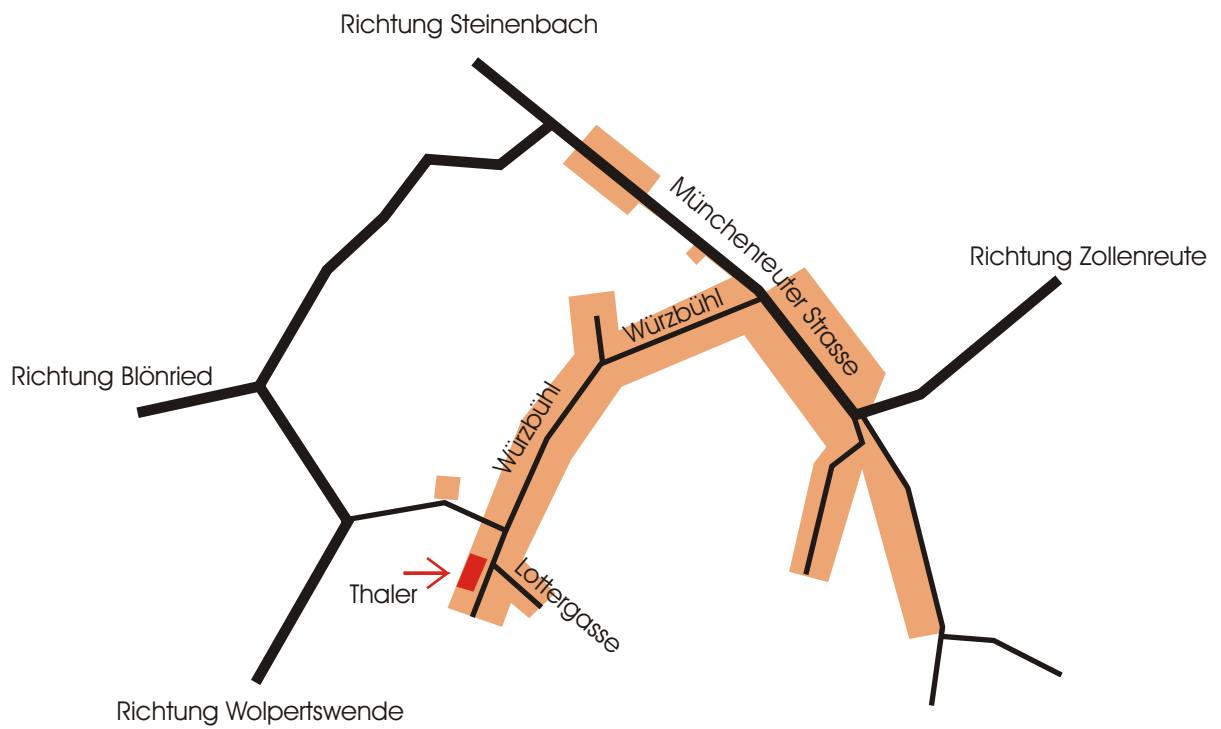 Richtung Steinenbach
Münchenreuter Strasse
Richtung Zollenreute
Würzbühl
Richtung Blönried
Würzbühl
Lottergasse
Thaler
Richtung Wolpertswende